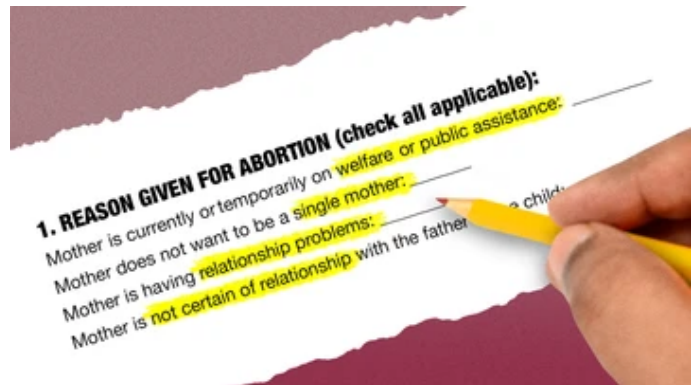 1. REASON GIVEN FOR ABORTION (check all applicable):
Mother is currently or temporarily on welfare or public assistance:
Mother does not want to be a single mother:
Mother is having relationship problems:
Mother is not certain of relationship with the father a child: